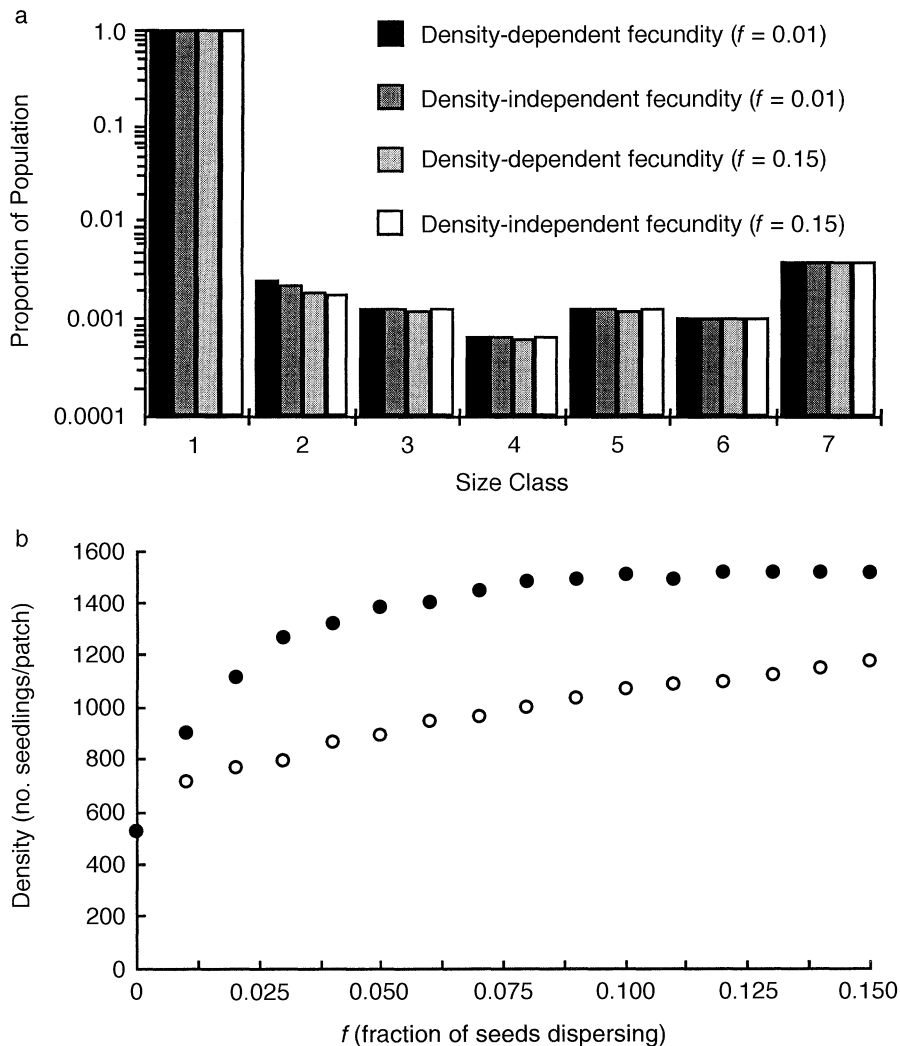 a
Proportion of Population
1.0
0.1
0.01
0.001
0.0001
Density-dependent fecundity (f = 0.01)
Density-independent fecundity (f = 0.01)
Density-dependent fecundity (f = 0.15)
Density-independent fecundity (f = 0.15)
1 2 3 4 5 6 7
Size Class
b
Density (no. seedlings/patch)
1600
1400
1200
1000
800
600
400
200
0
0 0.025 0.050 0.075 0.100 0.125 0.150
f (fraction of seeds dispersing)